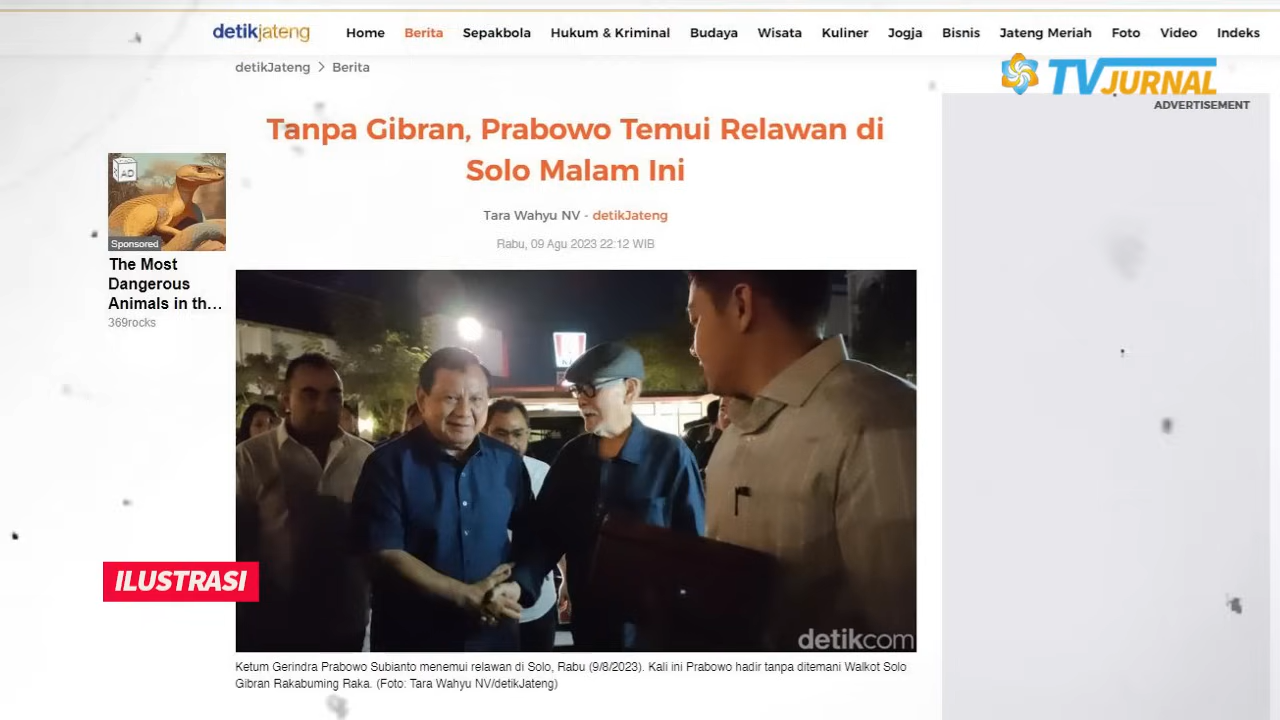 detikjateng
Home Berita Sepakbola Hukum & Kriminal Budaya Wisata Kuliner Jogja Bisnis Jateng Meriah Foto Video Indeks
detikJateng > Berita
TVJURNAL
ADVERTISEMENT
Tanpa Gibran, Prabowo Temui Relawan di
Solo Malam Ini
Tara Wahyu NV - detikJateng
Rabu, 09 Agu 2023 22:12 WIB
AD
Sponsored
The Most
Dangerous
Animals in th...
369rocks
ILUSTRASI
detikcom
Ketum Gerindra Prabowo Subianto menemui relawan di Solo, Rabu (9/8/2023). Kali ini Prabowo hadir tanpa ditemani Walkot Solo
Gibran Rakabuming Raka. (Foto: Tara Wahyu NV/detikJateng)